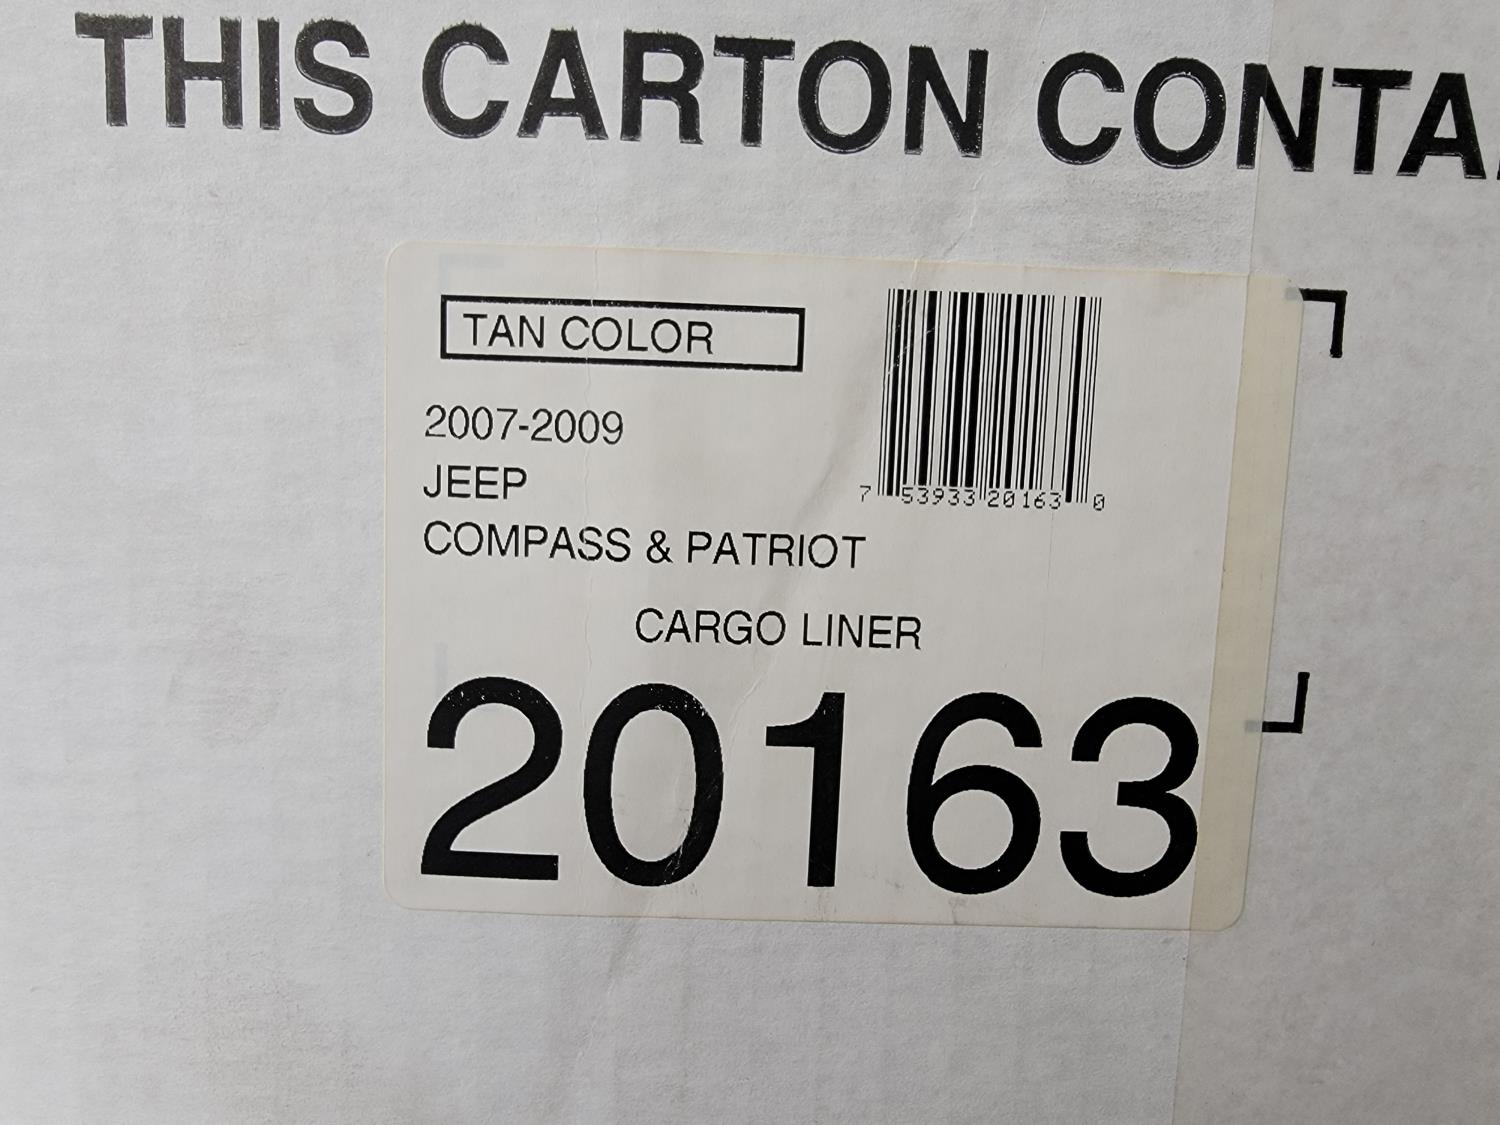 THIS CARTON CONTA
TAN COLOR
7 53933 20163 0
2007-2009
JEEP
COMPASS & PATRIOT
CARGO LINER
20163